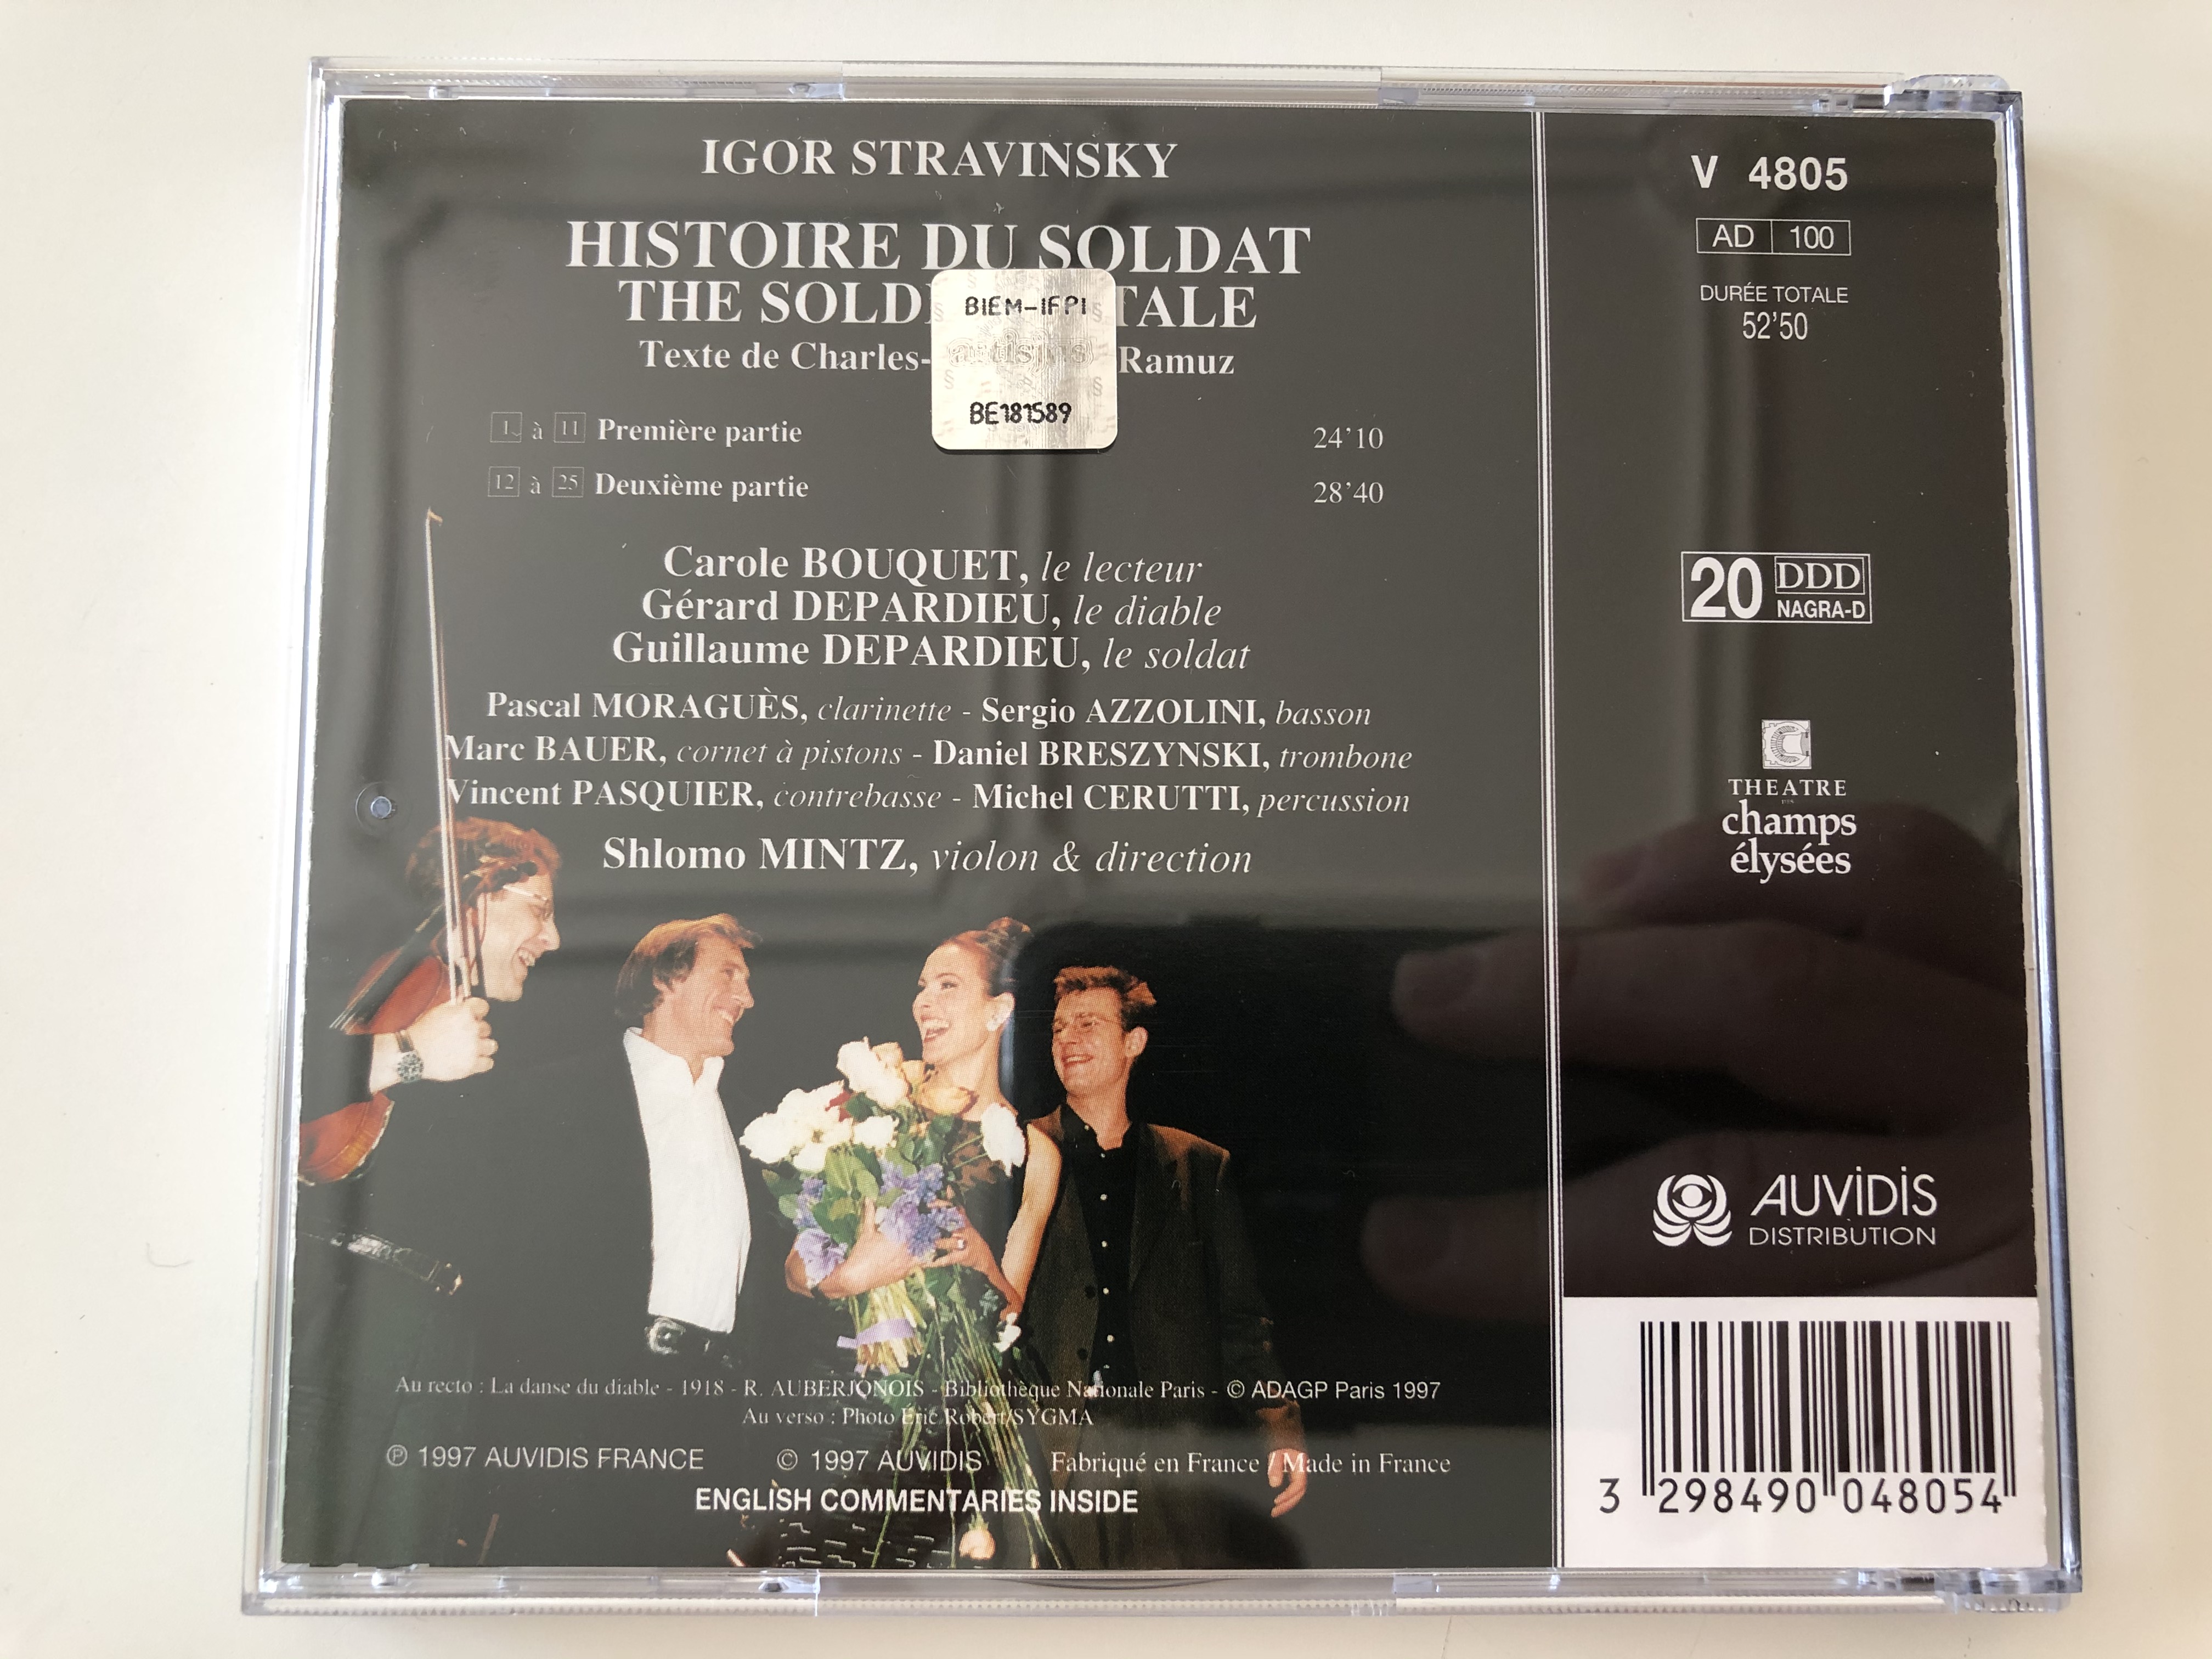 IGOR STRAVINSKY
HISTOIRE DU SOLDAT
THE SOLD TALE
Texte de Charles- Ramuz
BIEM-IFPI
artisjus
BE181589
1 à 11 Première partie 24'10
12 à 25 Deuxième partie 28'40
Carole BOUQUET, le lecteur
Gérard DEPARDIEU, le diable
Guillaume DEPARDIEU, le soldat
Pascal MORAGUÈS, clarinette - Sergio AZZOLINI, basson
Marc BAUER, cornet à pistons - Daniel BRESZYNSKI, trombone
Vincent PASQUIER, contrebasse - Michel CERUTTI, percussion
Shlomo MINTZ, violon & direction
Au recto : La danse du diable - 1918 - R. AUBERJONOIS - Bibliothèque Nationale Paris - © ADAGP Paris 1997
Au verso : Photo Éric Robert/SYGMA
℗ 1997 AUVIDIS FRANCE © 1997 AUVIDIS Fabriqué en France / Made in France
ENGLISH COMMENTARIES INSIDE
V 4805
AD 100
DURÉE TOTALE
52'50
20 DDD
NAGRA-D
THEATRE
champs
élysées
AUVIDIS
DISTRIBUTION
3 298490 048054